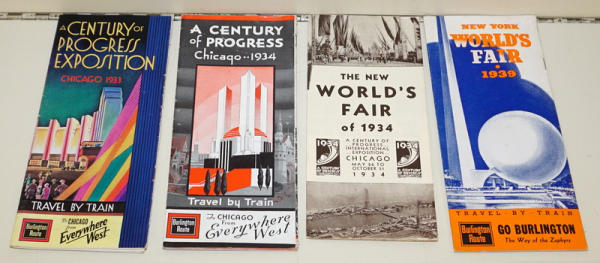 A CENTURY OF
PROGRESS
EXPOSITION
CHICAGO 1933
TRAVEL BY TRAIN
Burlington
Route
To CHICAGO
From
Everywhere
West
A CENTURY
of PROGRESS
Chicago·· 1934
Travel by Train
Burlington
Route
To CHICAGO
From Everywhere
West
THE NEW
WORLD'S
FAIR
of 1934
1934
1934
A CENTURY OF PROGRESS
INTERNATIONAL
EXPOSITION
CHICAGO
MAY 26 TO
OCTOBER 31
1934
NEW YORK
WORLD'S
FAIR
1939
TRAVEL · BY · TRAIN
Burlington
Route
GO BURLINGTON
The Way of the Zephyrs